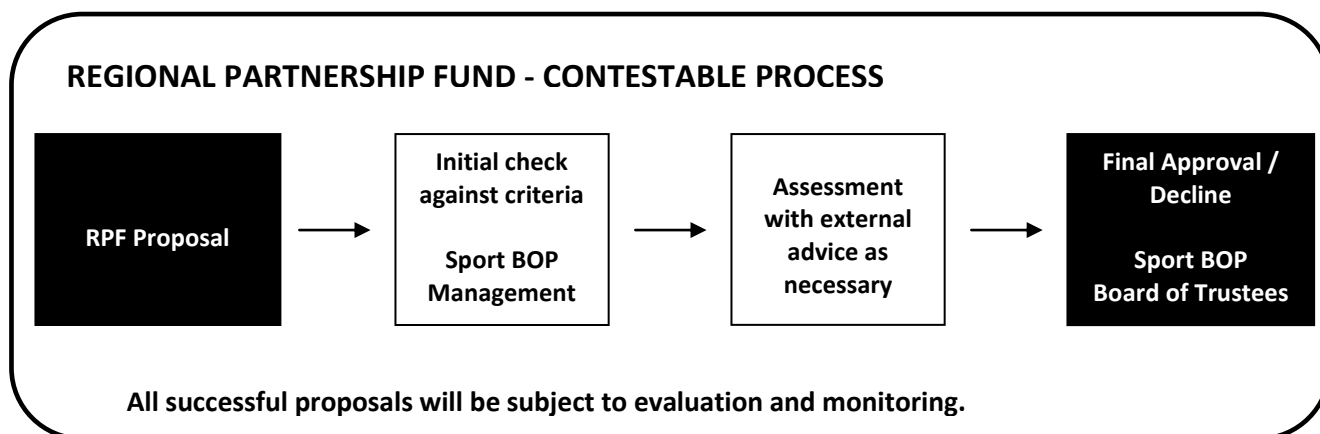 REGIONAL PARTNERSHIP FUND - CONTESTABLE PROCESS
RPF Proposal
Initial check
against criteria
Sport BOP
Management
Assessment
with external
advice as
necessary
Final Approval /
Decline
Sport BOP
Board of Trustees
All successful proposals will be subject to evaluation and monitoring.